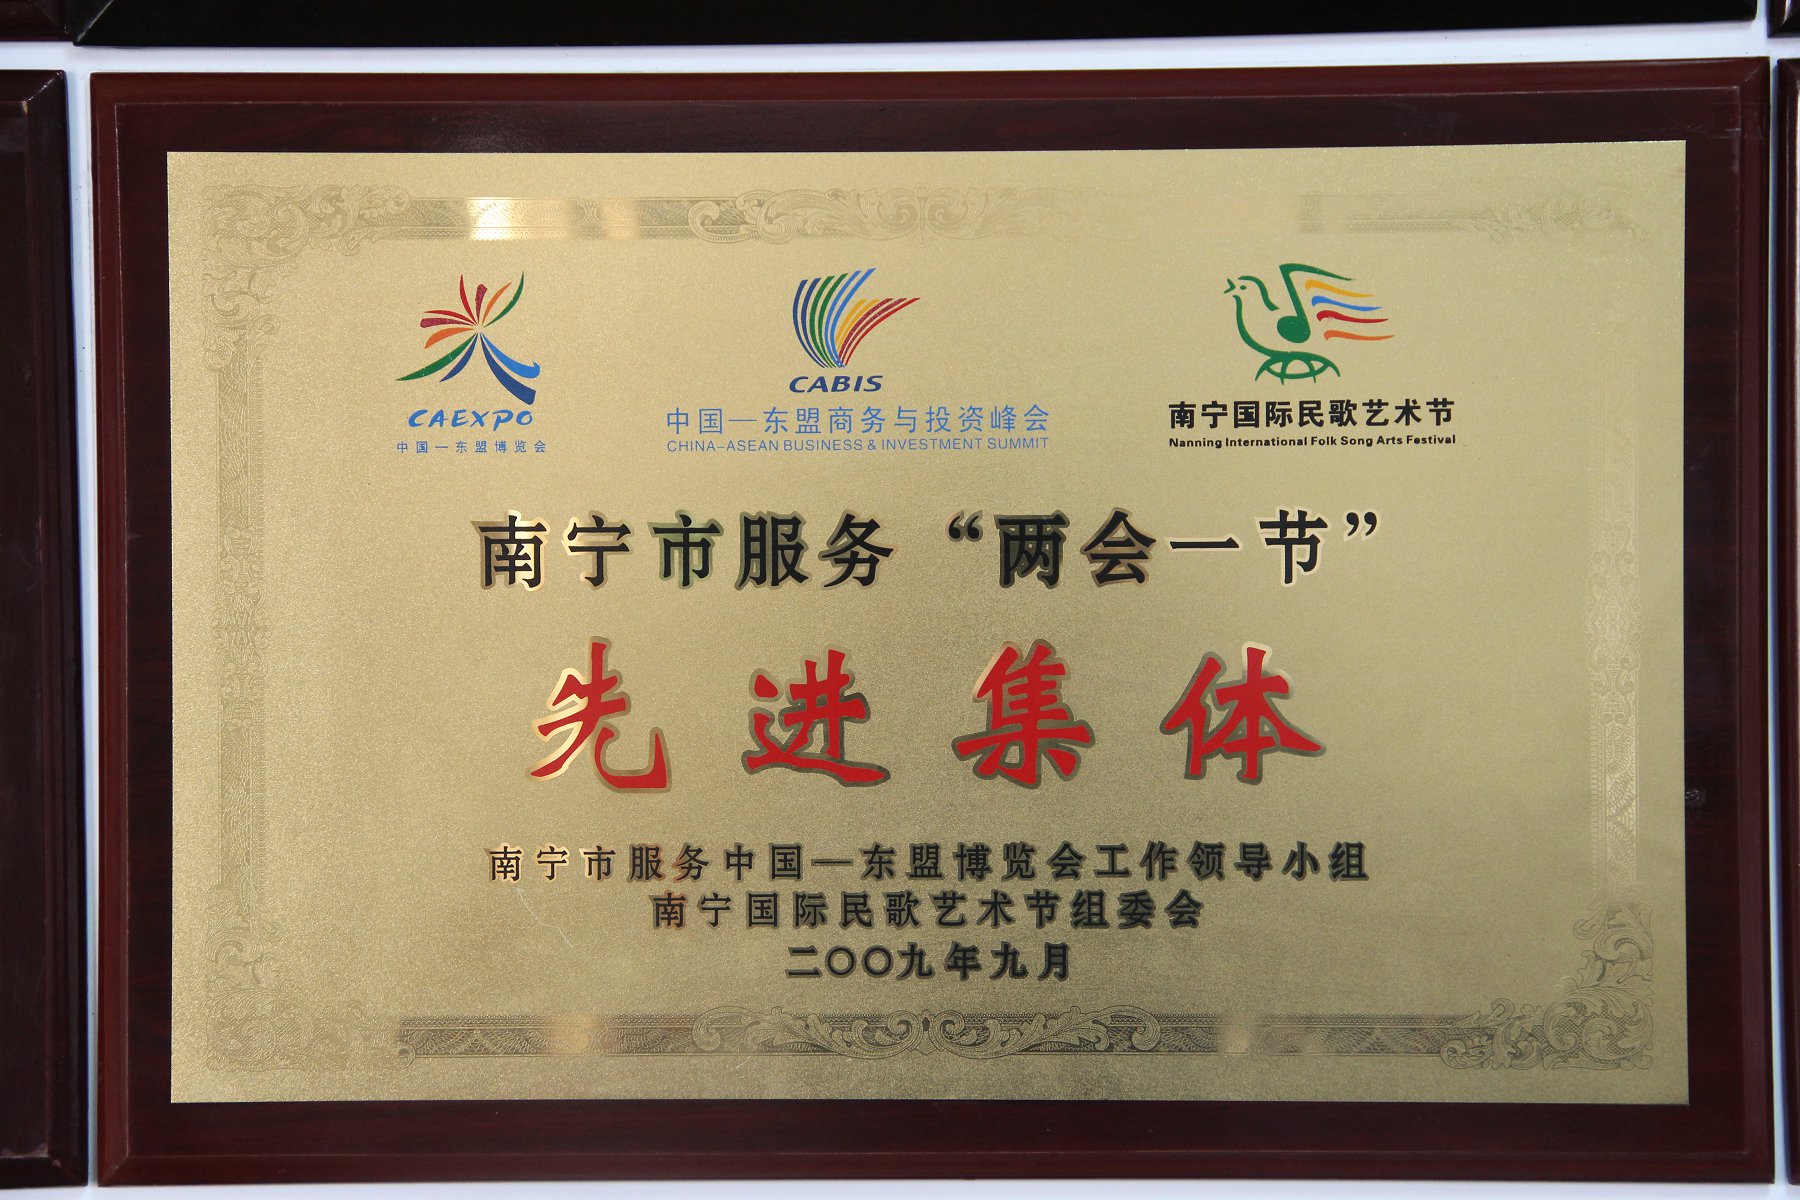 CAEXPO
中国—东盟博览会
CABIS
中国—东盟商务与投资峰会
CHINA-ASEAN BUSINESS & INVESTMENT SUMMIT
南宁国际民歌艺术节
Nanning International Folk Song Arts Festival
南宁市服务“两会一节”
先进集体
南宁市服务中国—东盟博览会工作领导小组
南宁国际民歌艺术节组委会
二〇〇九年九月